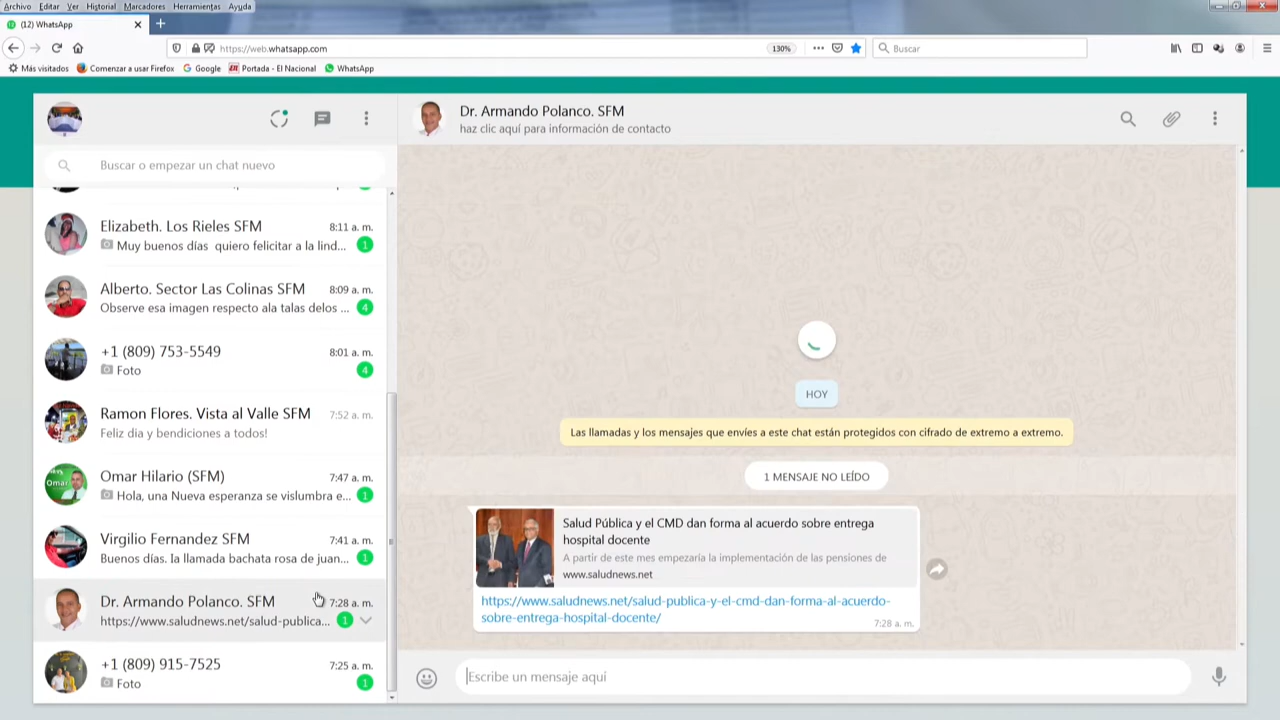 Archivo Editar Ver Historial Marcadores Herramientas Ayuda
(12) WhatsApp
https://web.whatsapp.com
130%
Buscar
Más visitados Comenzar a usar Firefox Google Portada - El Nacional WhatsApp
Dr. Armando Polanco. SFM
haz clic aquí para información de contacto
Buscar o empezar un chat nuevo
Elizabeth. Los Rieles SFM 8:11 a. m.
Muy buenos días quiero felicitar a la lind... 1
Alberto. Sector Las Colinas SFM 8:09 a. m.
Observe esa imagen respecto ala talas delos ... 4
+1 (809) 753-5549 8:01 a. m.
Foto 4
Ramon Flores. Vista al Valle SFM 7:52 a. m.
Feliz dia y bendiciones a todos!
Omar Hilario (SFM) 7:47 a. m.
Hola, una Nueva esperanza se vislumbra e... 1
Virgilio Fernandez SFM 7:41 a. m.
Buenos días. la llamada bachata rosa de juan... 1
Dr. Armando Polanco. SFM 7:28 a. m.
https://www.saludnews.net/salud-publica... 1
+1 (809) 915-7525 7:25 a. m.
Foto 1
HOY
Las llamadas y los mensajes que envíes a este chat están protegidos con cifrado de extremo a extremo.
1 MENSAJE NO LEÍDO
Salud Pública y el CMD dan forma al acuerdo sobre entrega
hospital docente
A partir de este mes empezaría la implementación de las pensiones de
www.saludnews.net
https://www.saludnews.net/salud-publica-y-el-cmd-dan-forma-al-acuerdo-
sobre-entrega-hospital-docente/
7:28 a. m.
Escribe un mensaje aquí